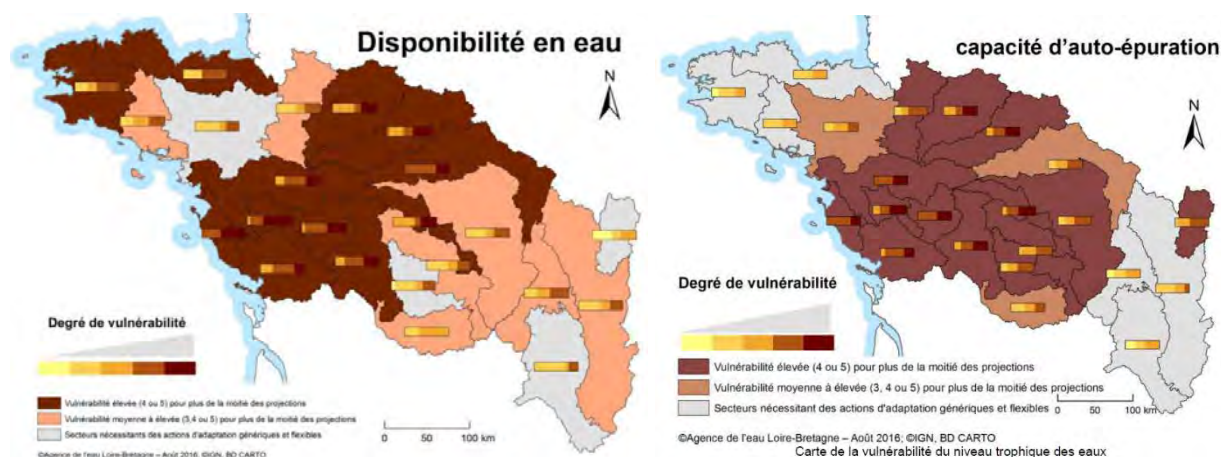 Disponibilité en eau
N
Degré de vulnérabilité
Vulnérabilité élevée (4 ou 5) pour plus de la moitié des projections
Vulnérabilité moyenne à élevée (3,4 ou 5) pour plus de la moitié des projections
Secteurs nécessitants des actions d'adaptation génériques et flexibles
0 50 100 km
©Agence de l'eau Loire-Bretagne – Août 2016, ©IGN, BD CARTO
capacité d'auto-épuration
N
Degré de vulnérabilité
Vulnérabilité élevée (4 ou 5) pour plus de la moitié des projections
Vulnérabilité moyenne à élevée (3, 4 ou 5) pour plus de la moitié des projections
Secteurs nécessitant des actions d'adaptation génériques et flexibles
0 50 100 km
©Agence de l'eau Loire-Bretagne – Août 2016; ©IGN, BD CARTO
Carte de la vulnérabilité du niveau trophique des eaux